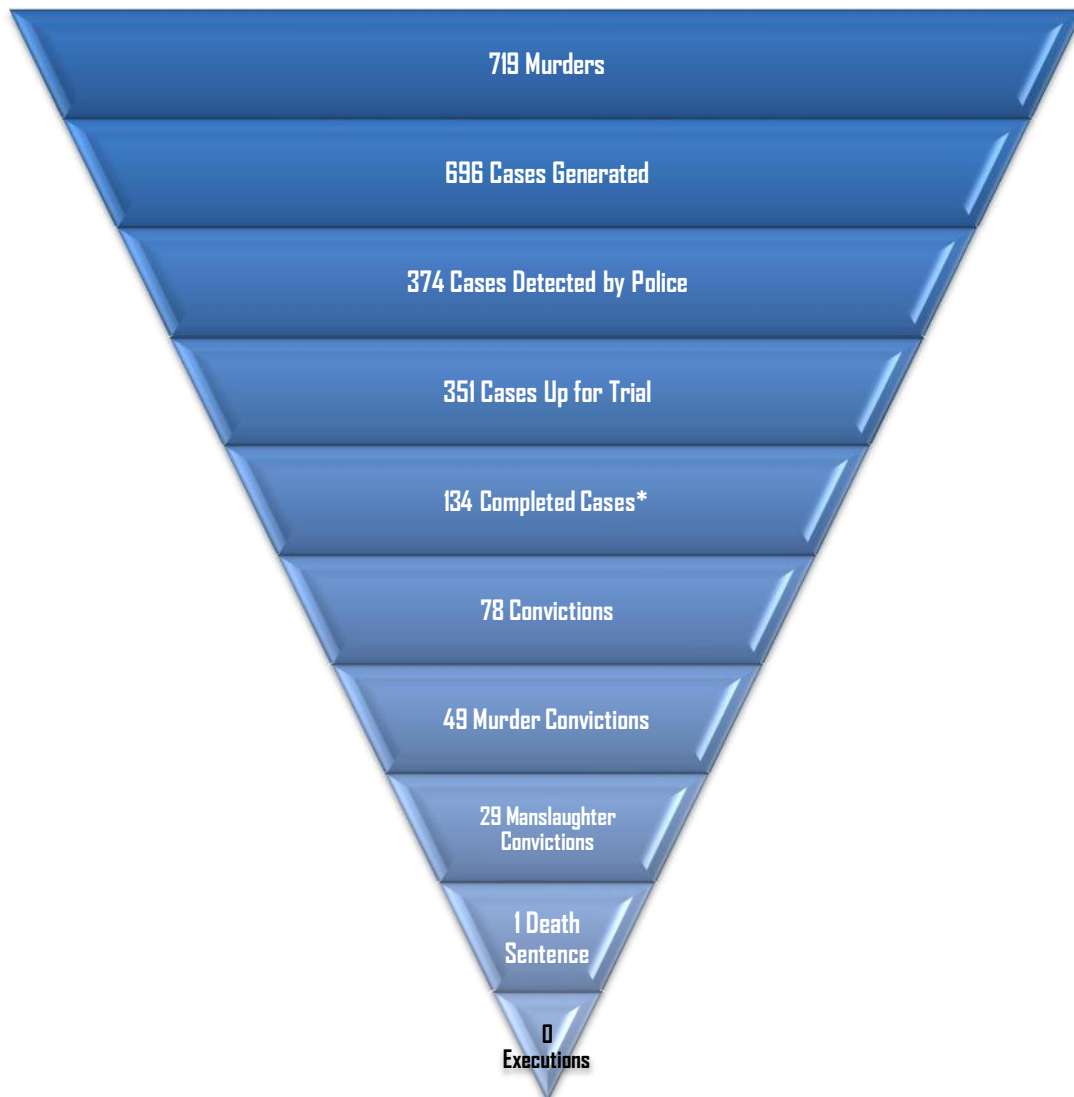 719 Murders
696 Cases Generated
374 Cases Detected by Police
351 Cases Up for Trial
134 Completed Cases*
78 Convictions
49 Murder Convictions
29 Manslaughter
Convictions
1 Death
Sentence
0
Executions